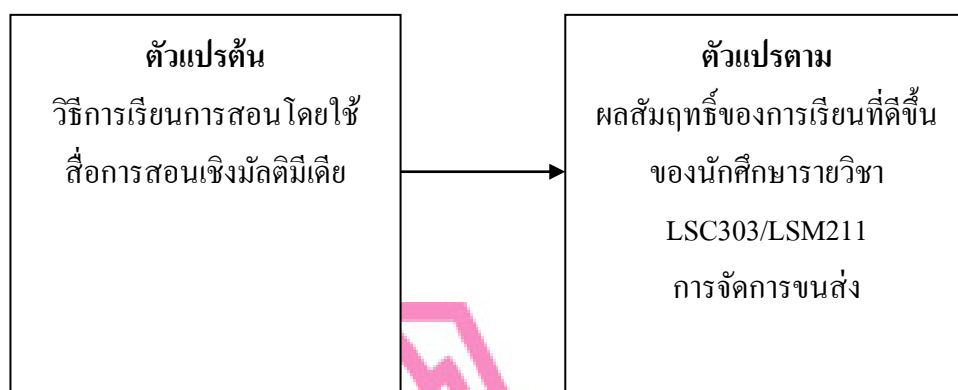 ตัวแปรต้น
วิธีการเรียนการสอนโดยใช้
สื่อการสอนเชิงมัลติมีเดีย
ตัวแปรตาม
ผลสัมฤทธิ์ของการเรียนที่ดีขึ้น
ของนักศึกษารายวิชา
LSC303/LSM211
การจัดการขนส่ง